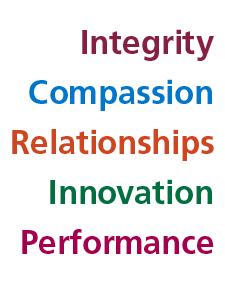 Integrity
Compassion
Relationships
Innovation
Performance